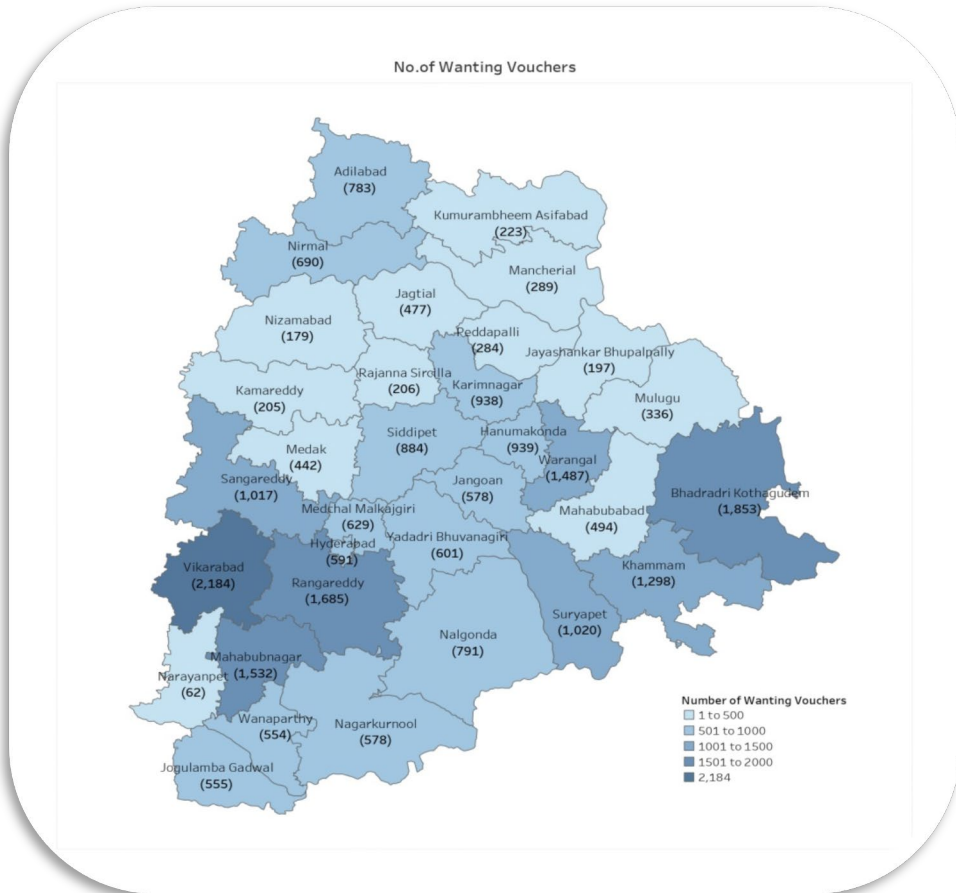 No.of Wanting Vouchers
Adilabad
(783)
Kumurambheem Asifabad
(223)
Nirmal
(690)
Mancherial
(289)
Jagtial
(477)
Nizamabad
(179)
Peddapalli
(284)
Jayashankar Bhupalpally
(197)
Rajanna Sircilla
(206)
Karimnagar
(938)
Kamareddy
(205)
Mulugu
(336)
Siddipet
(884)
Hanumakonda
(939)
Medak
(442)
Warangal
(1,487)
Sangareddy
(1,017)
Jangoan
(578)
Bhadradri Kothagudem
(1,853)
Medchal Malkajgiri
(629)
Mahabubabad
(494)
Hyderabad
(591)
Yadadri Bhuvanagiri
(601)
Vikarabad
(2,184)
Khammam
(1,298)
Rangareddy
(1,685)
Suryapet
(1,020)
Nalgonda
(791)
Mahabubnagar
(1,532)
Narayanpet
(62)
Wanaparthy
(554)
Nagarkurnool
(578)
Jogulamba Gadwal
(555)
Number of Wanting Vouchers
1 to 500
501 to 1000
1001 to 1500
1501 to 2000
2,184